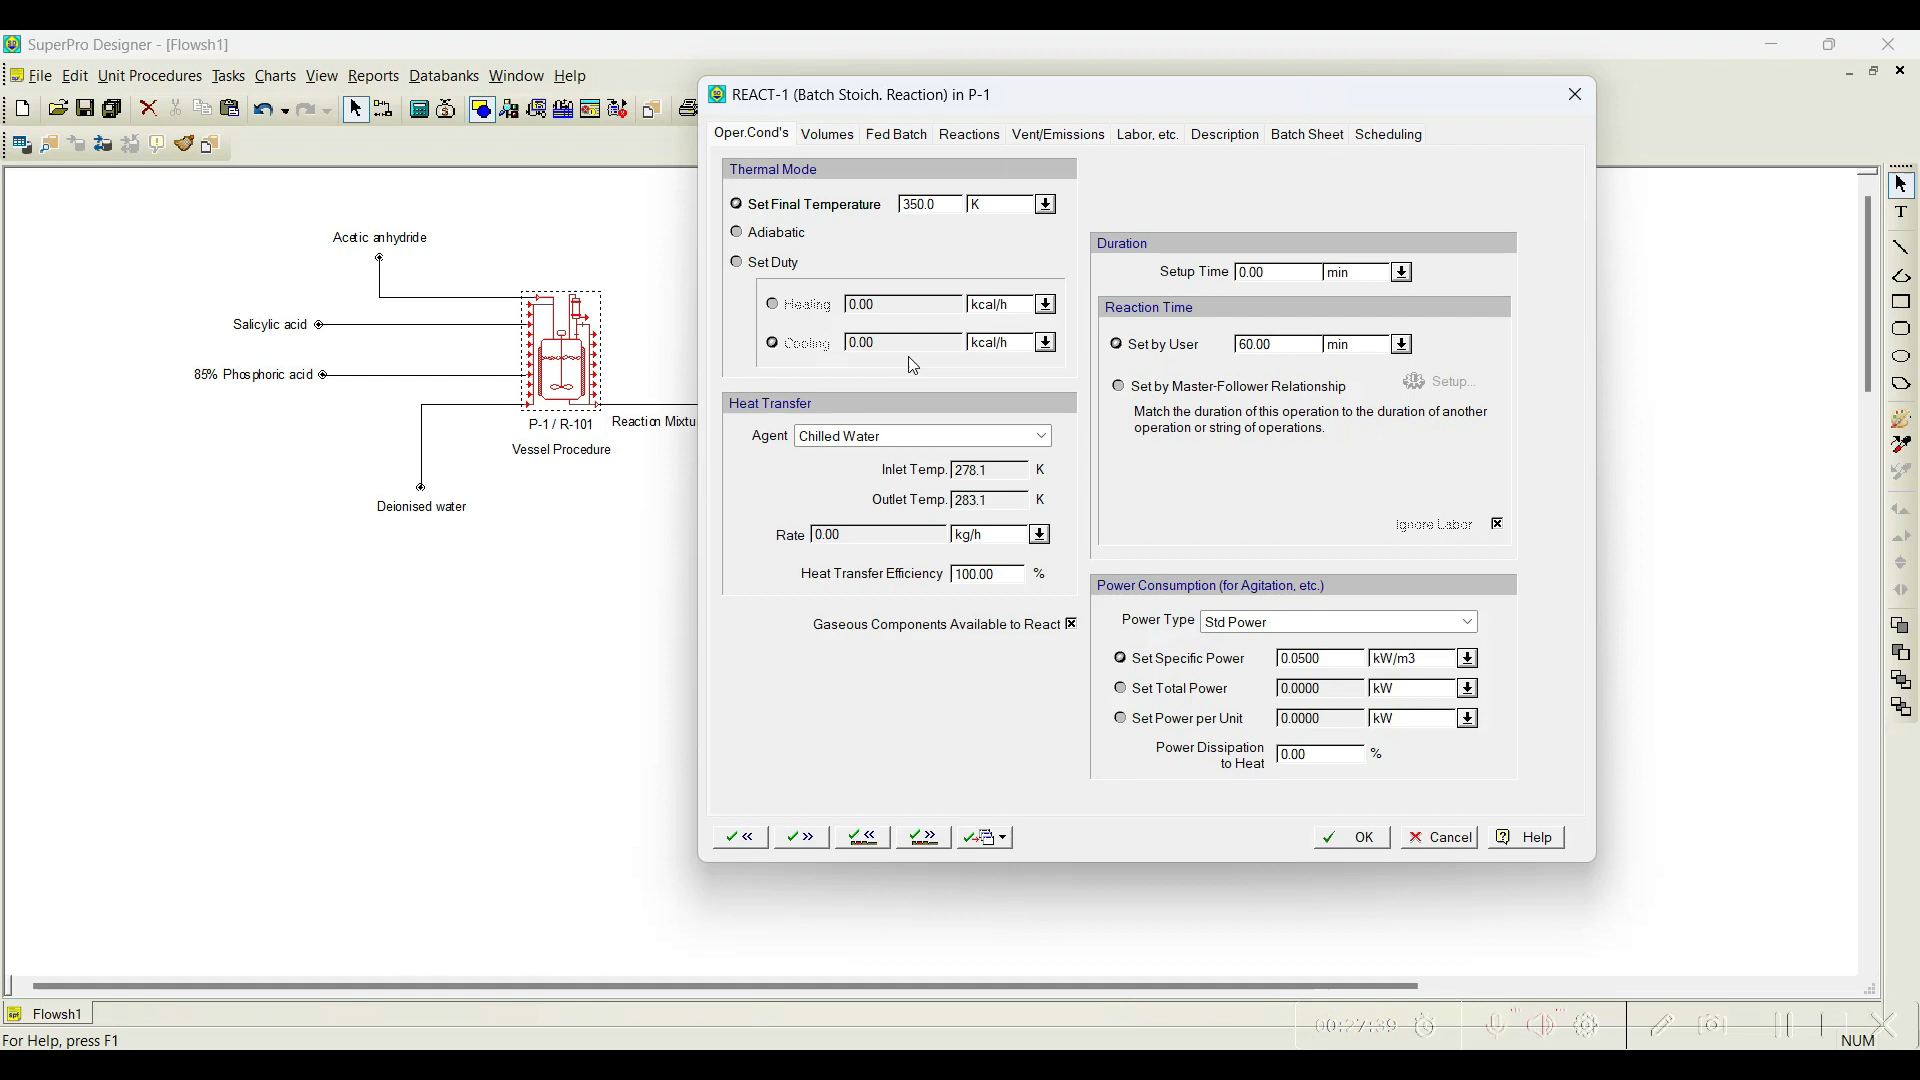 SuperPro Designer - [Flowsh1]
File Edit Unit Procedures Tasks Charts View Reports Databanks Window Help
REACT-1 (Batch Stoich. Reaction) in P-1
Oper.Cond's Volumes Fed Batch Reactions Vent/Emissions Labor, etc. Description Batch Sheet Scheduling
Thermal Mode
Set Final Temperature 350.0 K
Adiabatic
Set Duty
Heating 0.00 kcal/h
Cooling 0.00 kcal/h
Heat Transfer
Agent Chilled Water
Inlet Temp. 278.1 K
Outlet Temp. 283.1 K
Rate 0.00 kg/h
Heat Transfer Efficiency 100.00 %
Gaseous Components Available to React
Duration
Setup Time 0.00 min
Reaction Time
Set by User 60.00 min
Set by Master-Follower Relationship Setup...
Match the duration of this operation to the duration of another
operation or string of operations.
Ignore Labor
Power Consumption (for Agitation, etc.)
Power Type Std Power
Set Specific Power 0.0500 kW/m3
Set Total Power 0.0000 kW
Set Power per Unit 0.0000 kW
Power Dissipation
to Heat 0.00 %
OK Cancel Help
Acetic anhydride
Salicylic acid
85% Phosphoric acid
P-1 / R-101
Reaction Mixtu
Vessel Procedure
Deionised water
T
Flowsh1
00:27:39
For Help, press F1
NUM